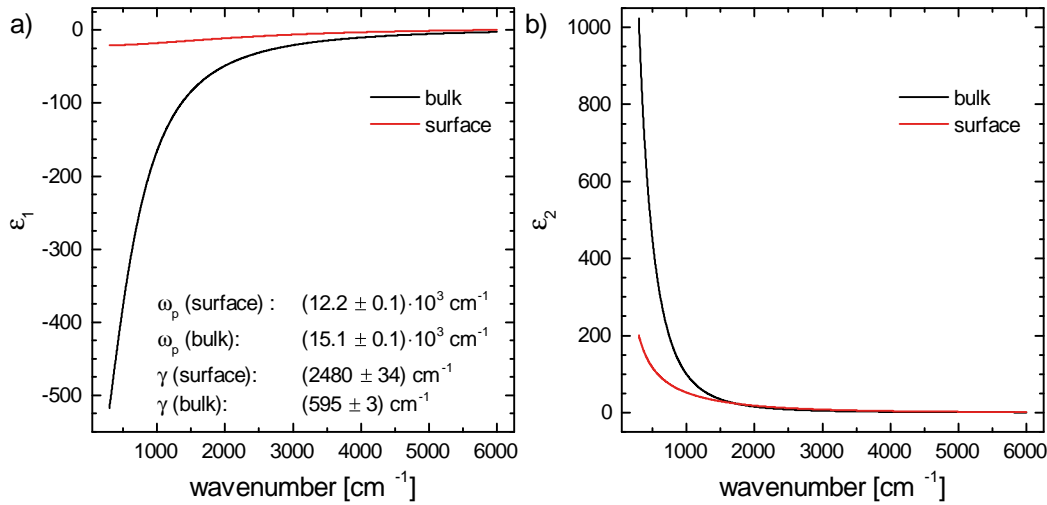 a)
ε1
0
-100
-200
-300
-400
-500
bulk
surface
ωp (surface) : (12.2 ± 0.1)·10³ cm⁻¹
ωp (bulk): (15.1 ± 0.1)·10³ cm⁻¹
γ (surface): (2480 ± 34) cm⁻¹
γ (bulk): (595 ± 3) cm⁻¹
1000 2000 3000 4000 5000 6000
wavenumber [cm ⁻¹]
b)
ε2
1000
800
600
400
200
0
bulk
surface
1000 2000 3000 4000 5000 6000
wavenumber [cm ⁻¹]